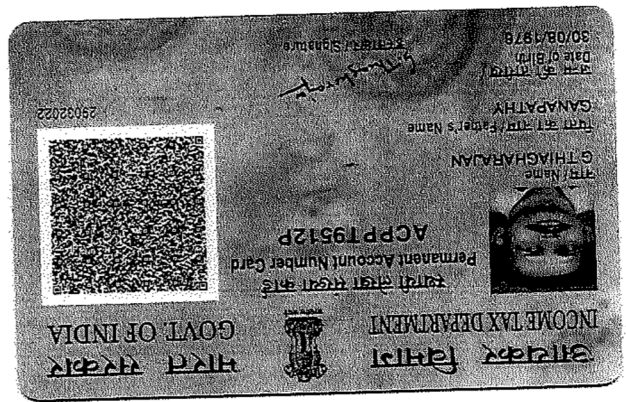 आयकर विभाग
INCOME TAX DEPARTMENT
भारत सरकार
GOVT. OF INDIA
स्थायी लेखा संख्या कार्ड
Permanent Account Number Card
ACPPT9512P
नाम / Name
G THIAGHARAJAN
पिता का नाम / Father's Name
GANAPATHY
जन्म की तारीख /
Date of Birth
30/08/1978
हस्ताक्षर / Signature
29032022